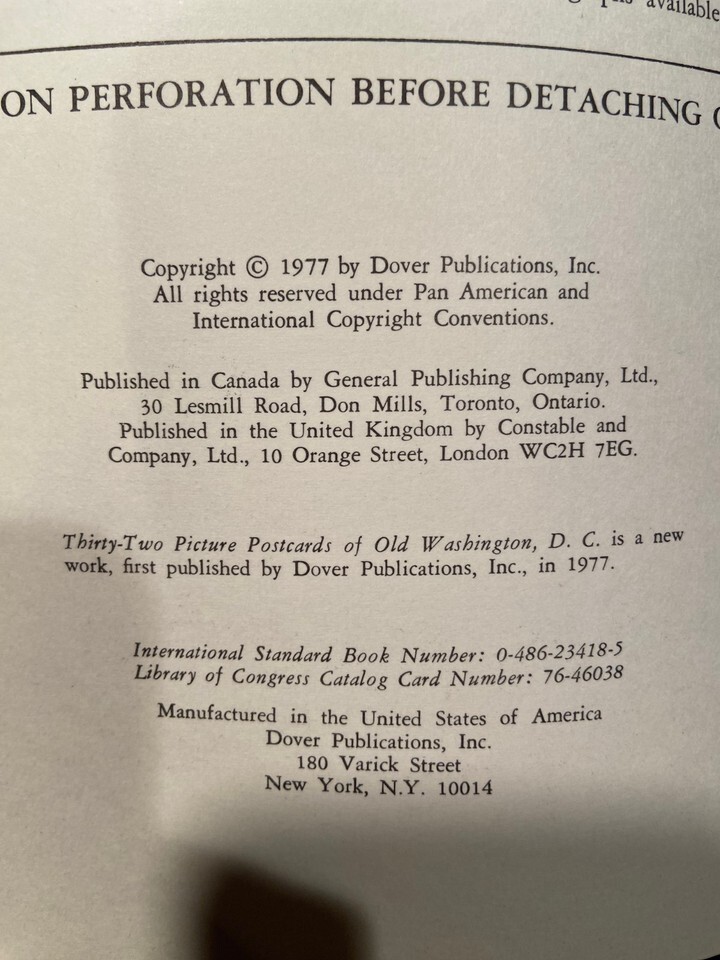 available
ON PERFORATION BEFORE DETACHING
Copyright © 1977 by Dover Publications, Inc.
All rights reserved under Pan American and
International Copyright Conventions.
Published in Canada by General Publishing Company, Ltd.,
30 Lesmill Road, Don Mills, Toronto, Ontario.
Published in the United Kingdom by Constable and
Company, Ltd., 10 Orange Street, London WC2H 7EG.
Thirty-Two Picture Postcards of Old Washington, D. C. is a new
work, first published by Dover Publications, Inc., in 1977.
International Standard Book Number: 0-486-23418-5
Library of Congress Catalog Card Number: 76-46038
Manufactured in the United States of America
Dover Publications, Inc.
180 Varick Street
New York, N.Y. 10014